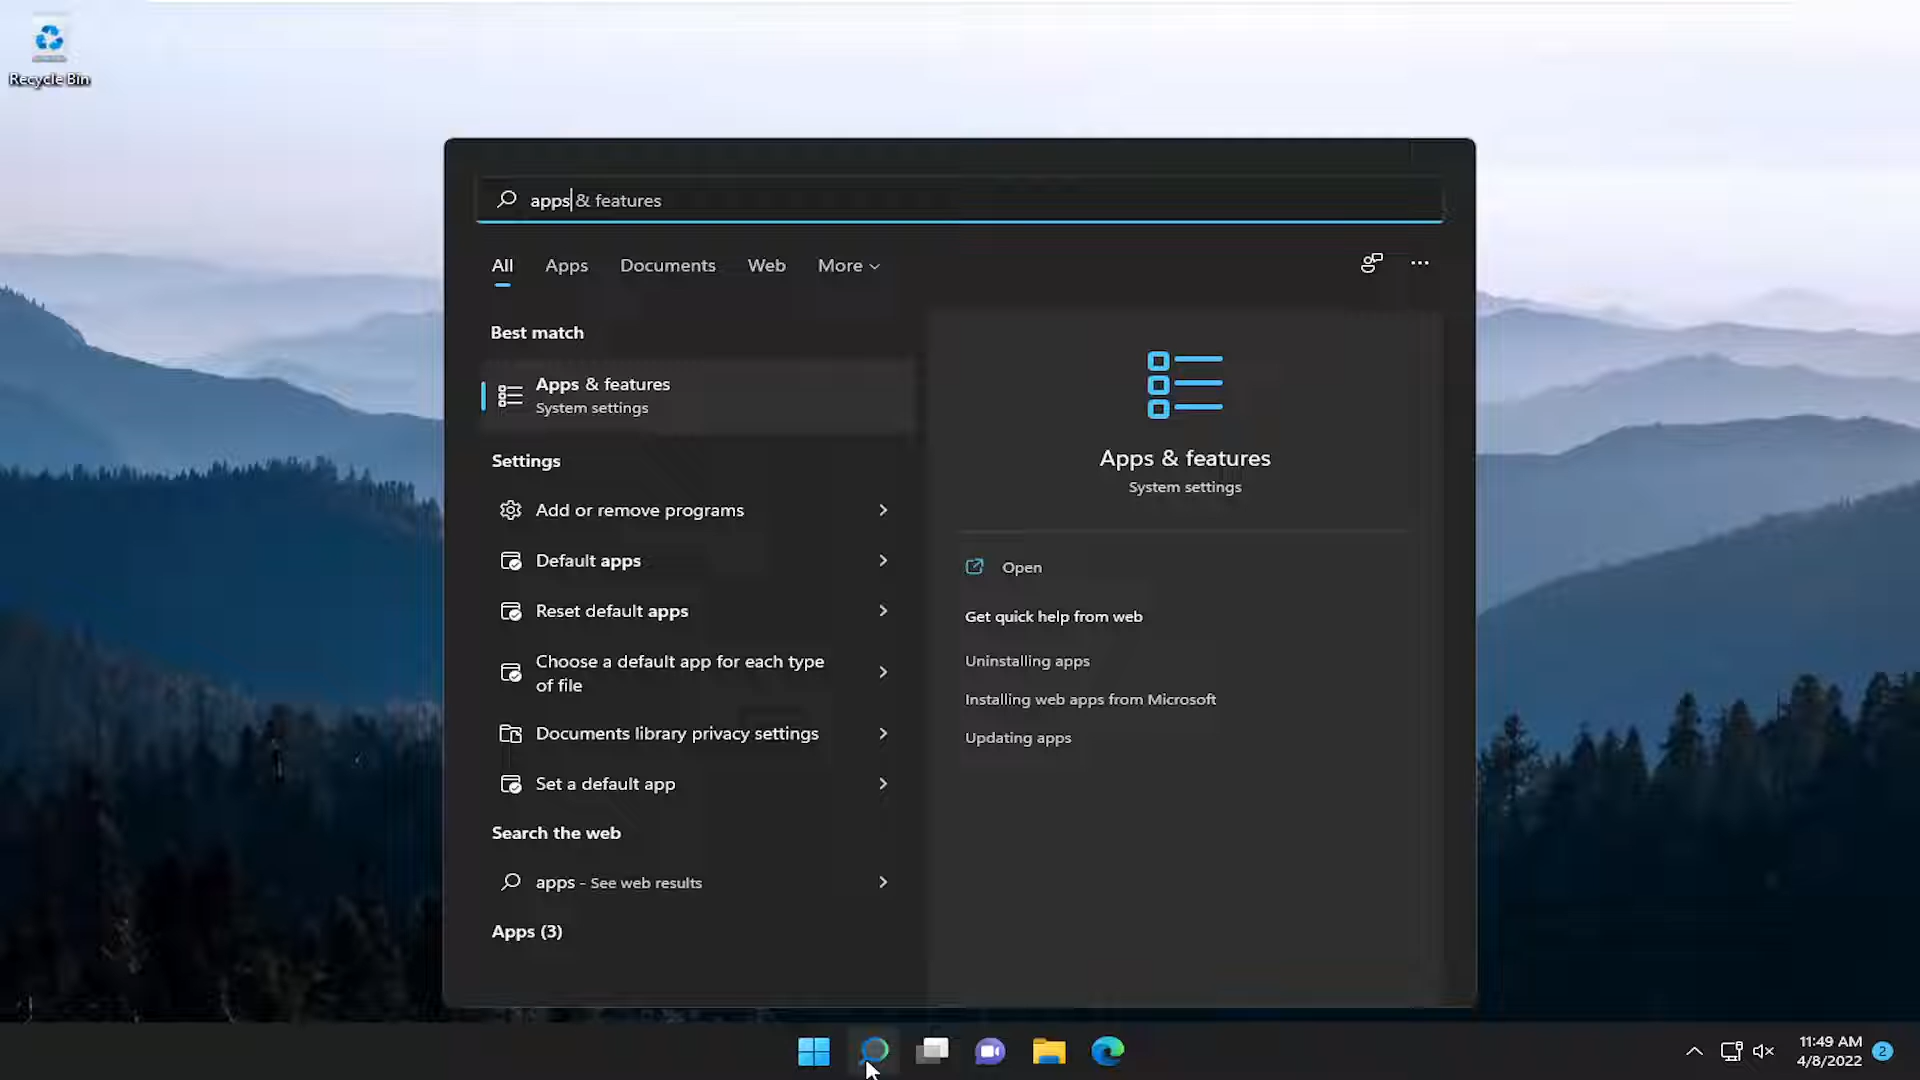 Recycle Bin
apps & features
All Apps Documents Web More
Best match
Apps & features
System settings
Settings
Add or remove programs
Default apps
Reset default apps
Choose a default app for each type
of file
Documents library privacy settings
Set a default app
Search the web
apps - See web results
Apps (3)
Apps & features
System settings
Open
Get quick help from web
Uninstalling apps
Installing web apps from Microsoft
Updating apps
11:49 AM
4/8/2022
2